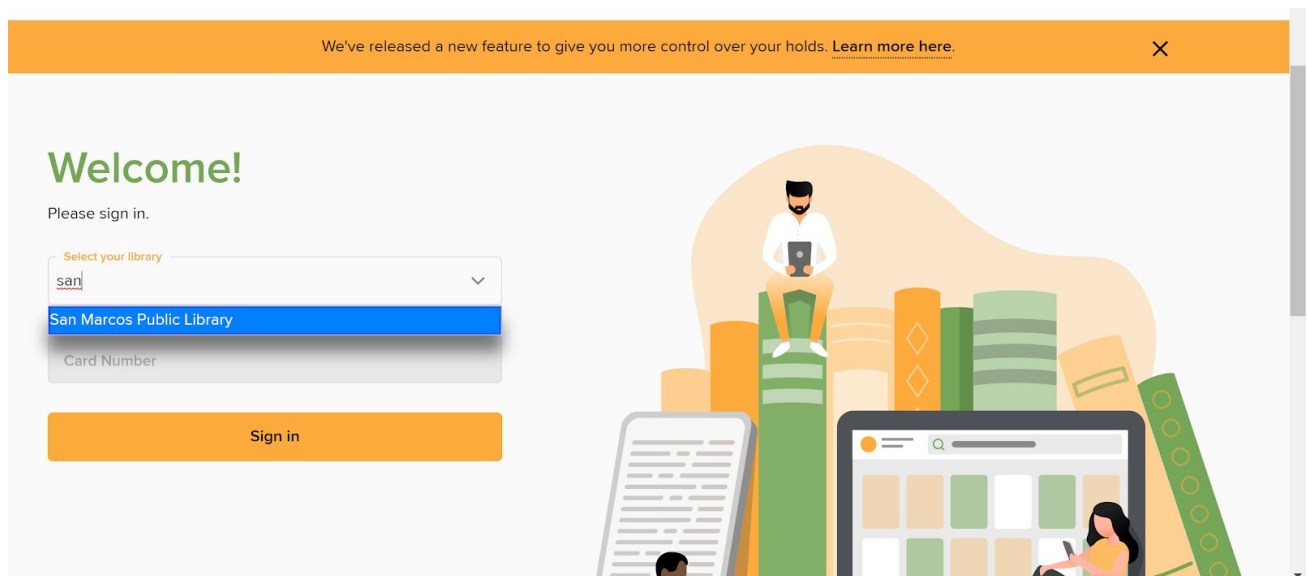 We've released a new feature to give you more control over your holds. Learn more here.
Welcome!
Please sign in.
Select your library
san
San Marcos Public Library
Card Number
Sign in